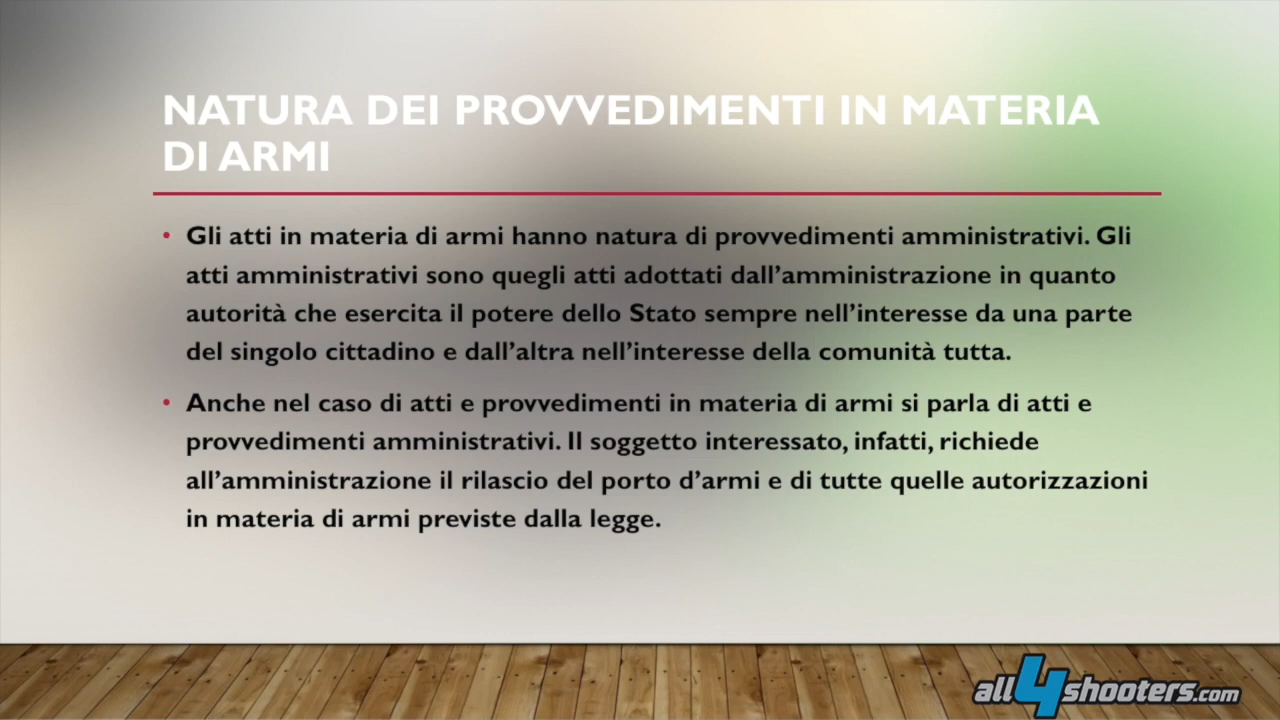 NATURA DEI PROVVEDIMENTI IN MATERIA
DI ARMI
• Gli atti in materia di armi hanno natura di provvedimenti amministrativi. Gli
atti amministrativi sono quegli atti adottati dall’amministrazione in quanto
autorità che esercita il potere dello Stato sempre nell’interesse da una parte
del singolo cittadino e dall’altra nell’interesse della comunità tutta.
• Anche nel caso di atti e provvedimenti in materia di armi si parla di atti e
provvedimenti amministrativi. Il soggetto interessato, infatti, richiede
all’amministrazione il rilascio del porto d’armi e di tutte quelle autorizzazioni
in materia di armi previste dalla legge.
all4shooters.com